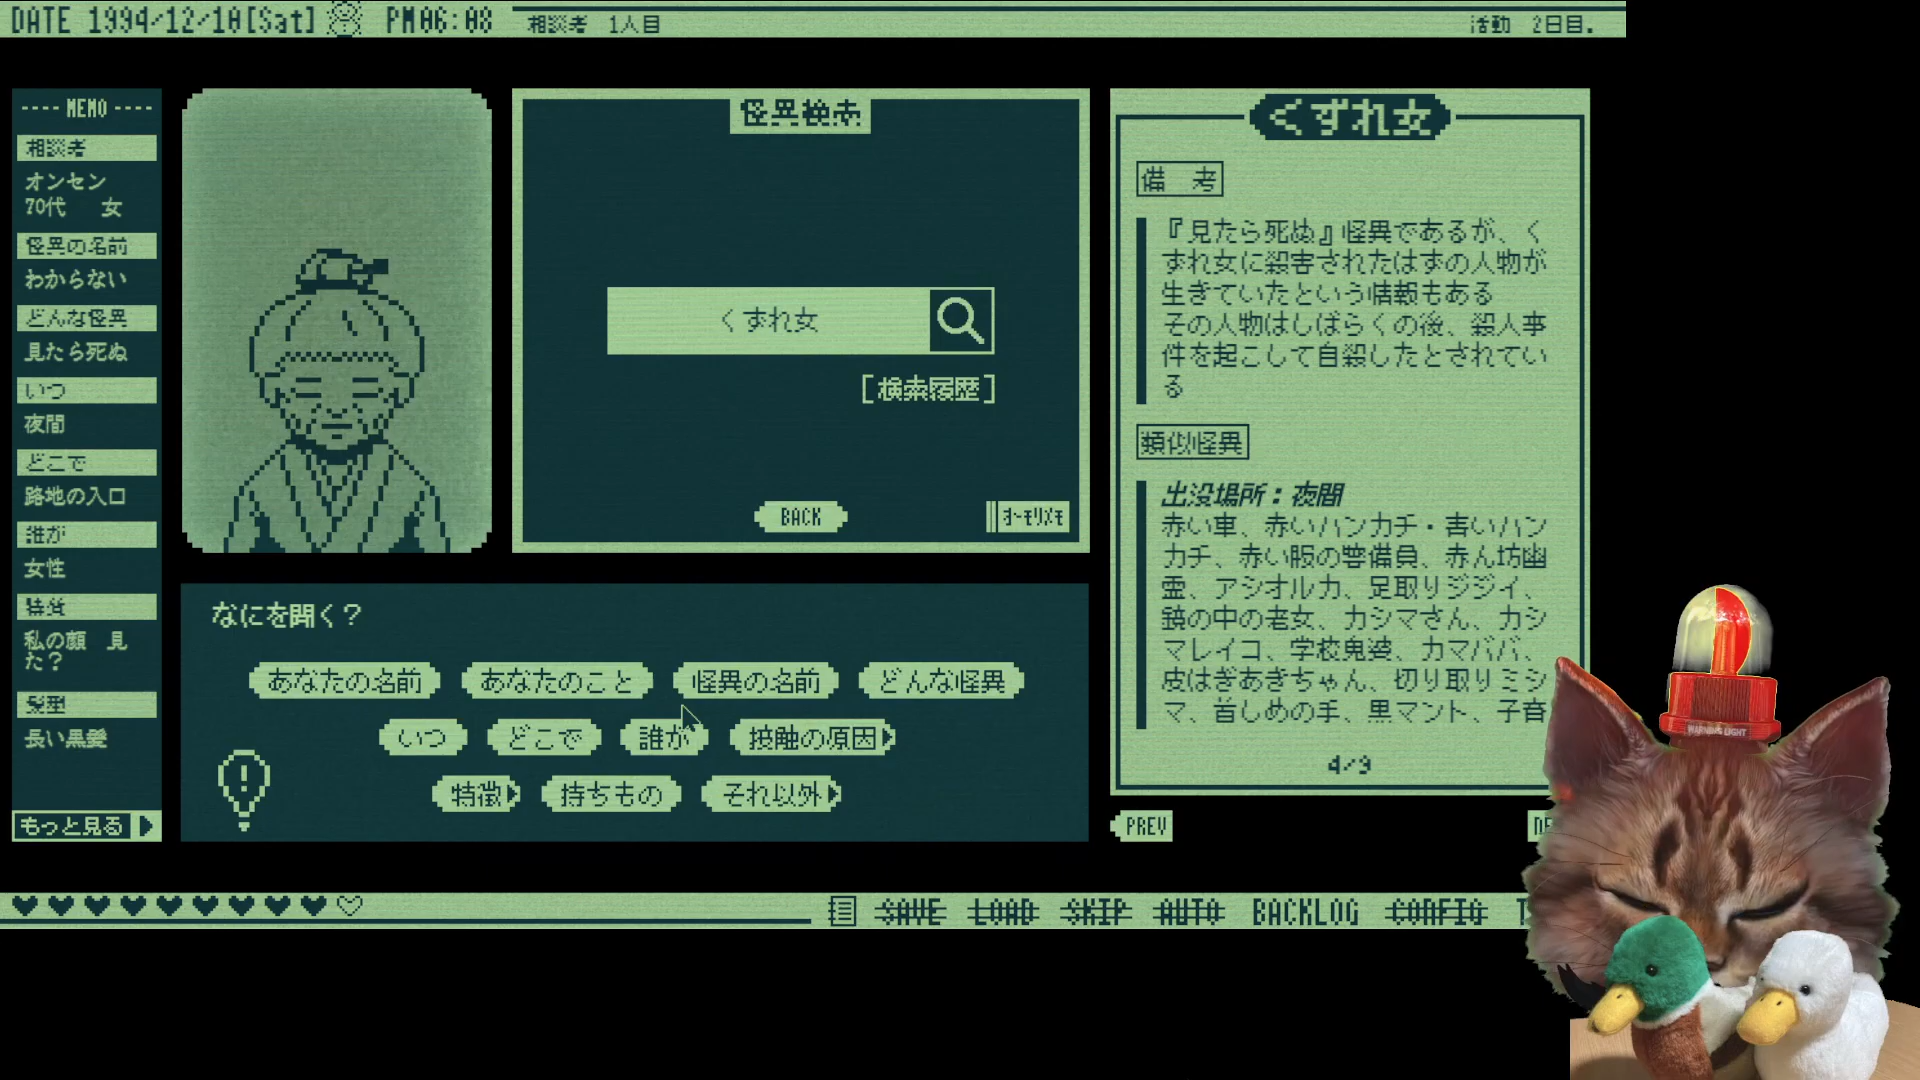 DATE 1994/12/10[Sat] PM06:08 相談者 1人目 活動 2日目.
---- MEMO ----
相談者
オンセン
70代 女
怪異の名前
わからない
どんな怪異
見たら死ぬ
いつ
夜間
どこで
路地の入口
誰が
女性
特徴
私の顔 見
た?
髪型
長い黒髪
もっと見る
怪異検索
くずれ女
[検索履歴]
BACK
ヨ~モリメモ
なにを聞く?
あなたの名前 あなたのこと 怪異の名前 どんな怪異
いつ どこで 誰が 接触の原因
特徴 持ちもの それ以外
くずれ女
備 考
『見たら死ぬ』怪異であるが、く
ずれ女に殺害されたはずの人物が
生きていたという情報もある
その人物はしばらくの後、殺人事
件を起こして自殺したとされてい
る
類似怪異
出没場所:夜間
赤い車、赤いハンカチ・青いハン
カチ、赤い服の警備員、赤ん坊幽
霊、アシオルカ、足取りジジイ、
鏡の中の老女、カシマさん、カシ
マレイコ、学校鬼婆、カマババ、
皮はぎあきちゃん、切り取りミシ
マ、首しめの手、黒マント、子育
4/9
PREV
SAVE LOAD SKIP AUTO BACKLOG CONFIG
WARNING LIGHT